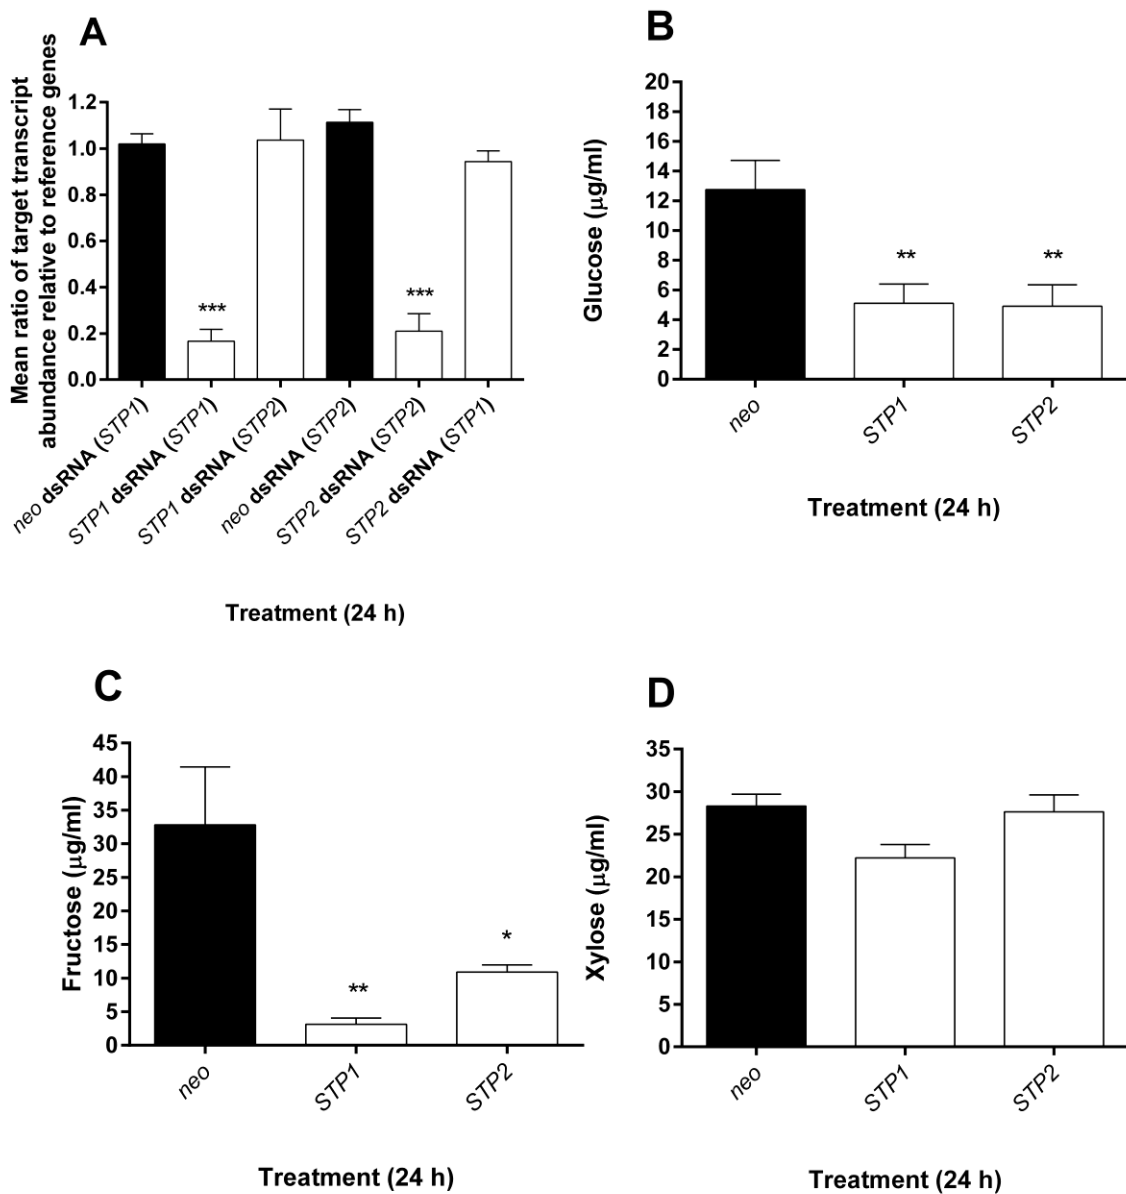 A
Mean ratio of target transcript
abundance relative to reference genes
1.2
1.0
0.8
0.6
0.4
0.2
0.0
***
***
neo dsRNA (STP1)
STP1 dsRNA (STP1)
STP1 dsRNA (STP2)
neo dsRNA (STP2)
STP2 dsRNA (STP2)
STP2 dsRNA (STP1)
Treatment (24 h)
B
Glucose (µg/ml)
20
18
16
14
12
10
8
6
4
2
0
**
**
neo
STP1
STP2
Treatment (24 h)
C
Fructose (µg/ml)
45
40
35
30
25
20
15
10
5
0
**
*
neo
STP1
STP2
Treatment (24 h)
D
Xylose (µg/ml)
35
30
25
20
15
10
5
0
neo
STP1
STP2
Treatment (24 h)